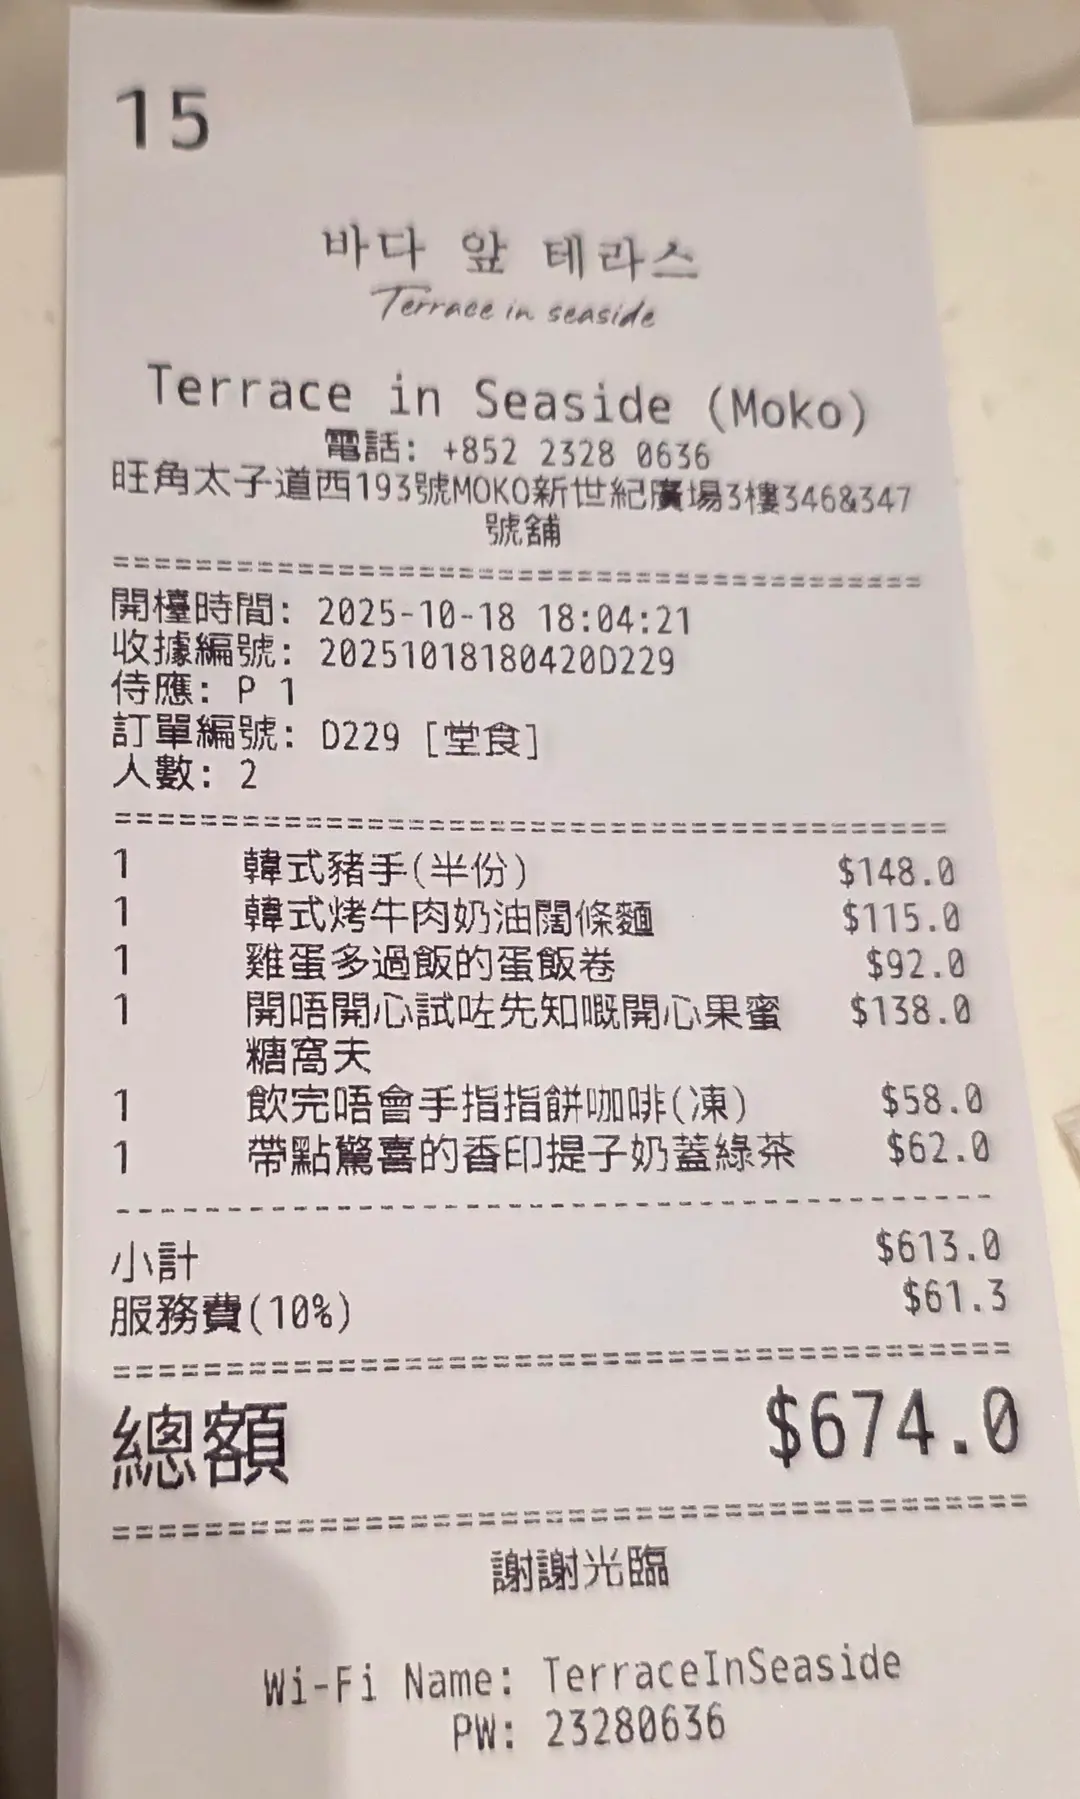 15
바다 앞 테라스
Terrace in seaside
Terrace in Seaside (Moko)
電話: +852 2328 0636
旺角太子道西193號MOKO新世紀廣場3樓346&347
號舖
開檯時間: 2025-10-18 18:04:21
收據編號: 20251018180420D229
侍應: P 1
訂單編號: D229 [堂食]
人數: 2
1 韓式豬手(半份) $148.0
1 韓式烤牛肉奶油闊條麵 $115.0
1 雞蛋多過飯的蛋飯卷 $92.0
1 開唔開心試咗先知嘅開心果蜜 $138.0
糖窩夫
1 飲完唔會手指指餅咖啡(凍) $58.0
1 帶點驚喜的香印提子奶蓋綠茶 $62.0
小計 $613.0
服務費(10%) $61.3
總額 $674.0
謝謝光臨
Wi-Fi Name: TerraceInSeaside
PW: 23280636